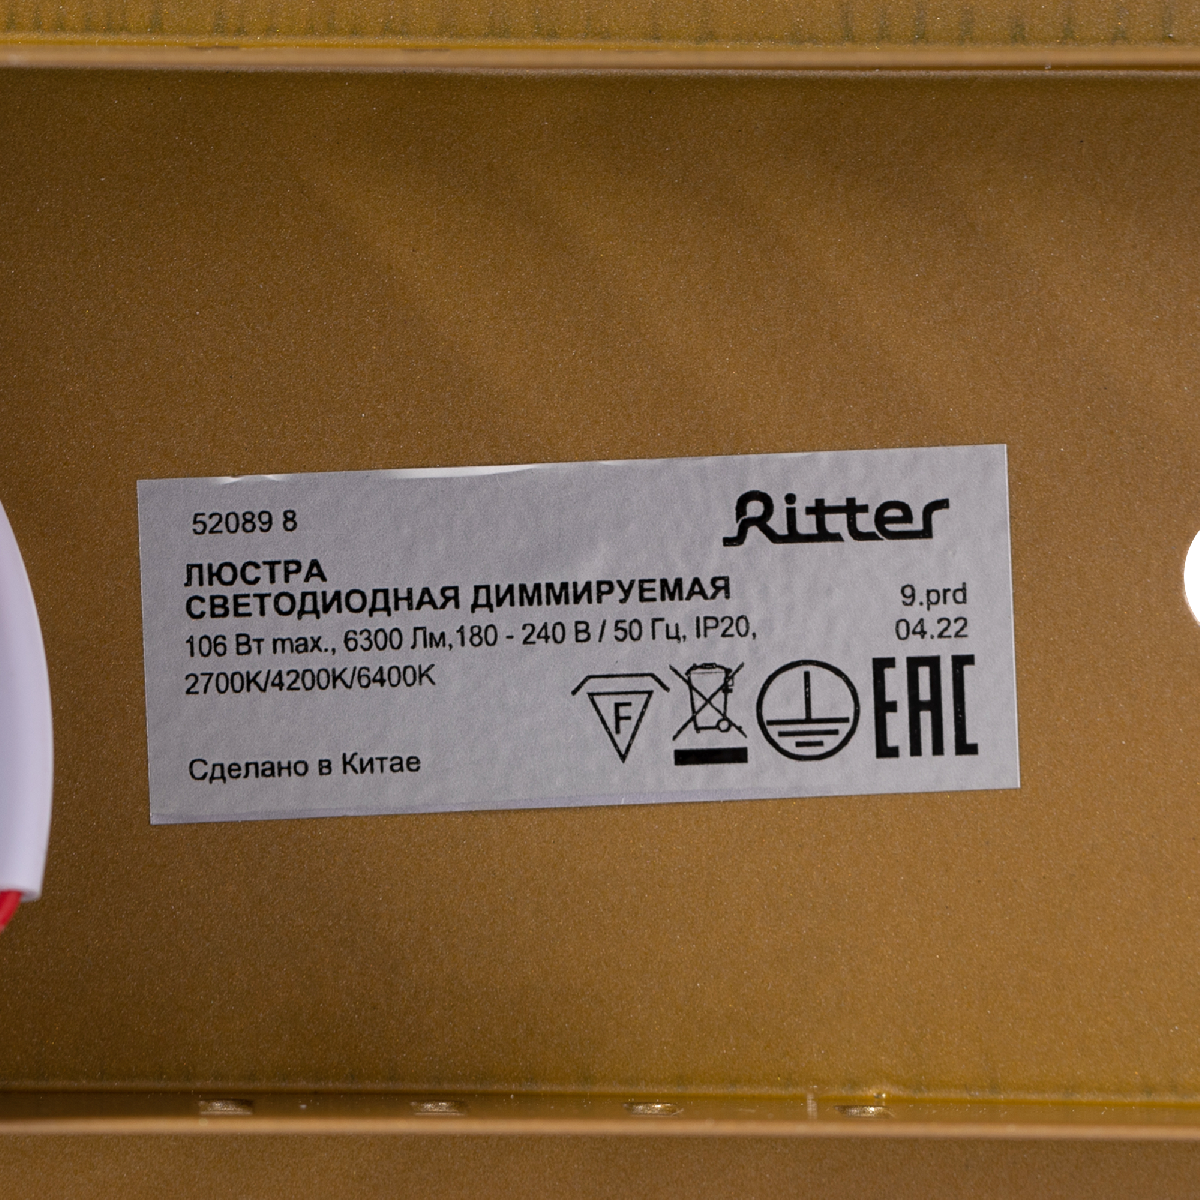 52089 8
Ritter
ЛЮСТРА
СВЕТОДИОДНАЯ ДИММИРУЕМАЯ
106 Вт max., 6300 Лм,180 - 240 В / 50 Гц, IP20,
2700K/4200K/6400K
9.prd
04.22
F
EAC
Сделано в Китае